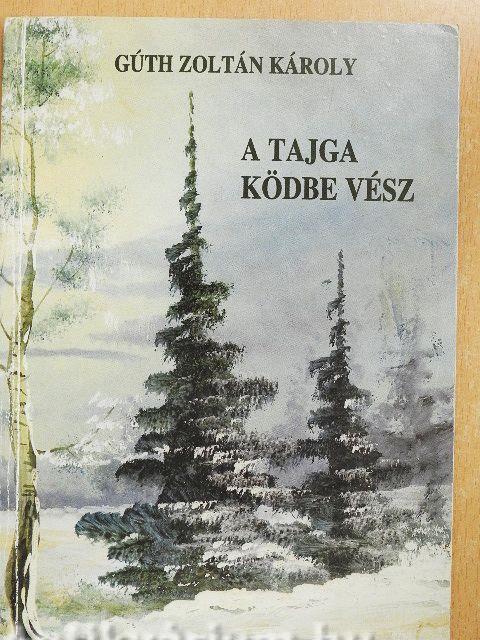 GÚTH ZOLTÁN KÁROLY
A TAJGA
KÖDBE VÉSZ